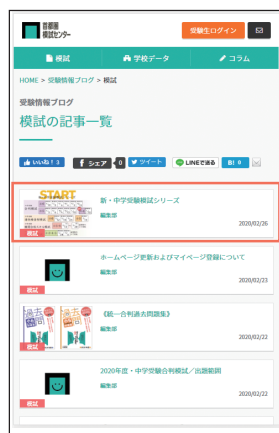 首都圏
模試センター
受験生ログイン
模試
学校データ
コラム
HOME > 受験情報ブログ > 模試
受験情報ブログ
模試の記事一覧
いいね！ 3
シェア
0
ツイート
LINEで送る
B! 0
START
新・中学受験模試シリーズ
編集部
2020/02/26
模試
ホームページ更新およびマイページ登録について
編集部
2020/02/23
模試
過去問
過去問
《統一合判過去問題集》
編集部
2020/02/22
模試
2020年度・中学受験合判模試／出題範囲
編集部
2020/02/22
模試